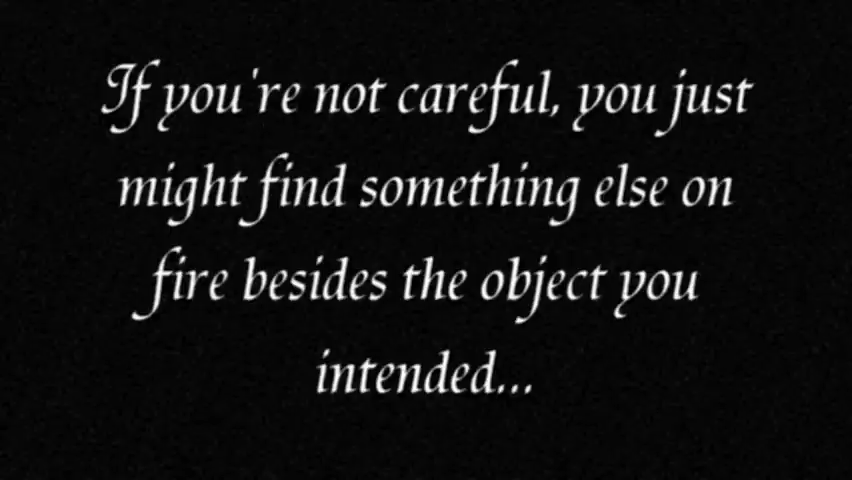 If you're not careful, you just
might find something else on
fire besides the object you
intended...